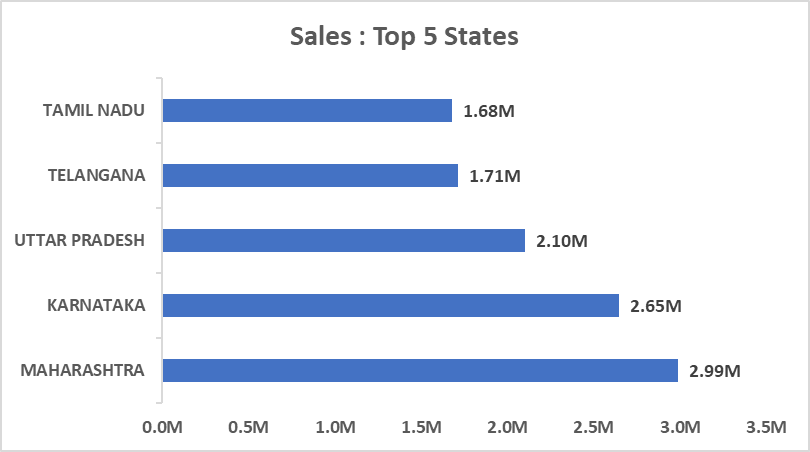 Sales : Top 5 States
TAMIL NADU 1.68M
TELANGANA 1.71M
UTTAR PRADESH 2.10M
KARNATAKA 2.65M
MAHARASHTRA 2.99M
0.0M 0.5M 1.0M 1.5M 2.0M 2.5M 3.0M 3.5M